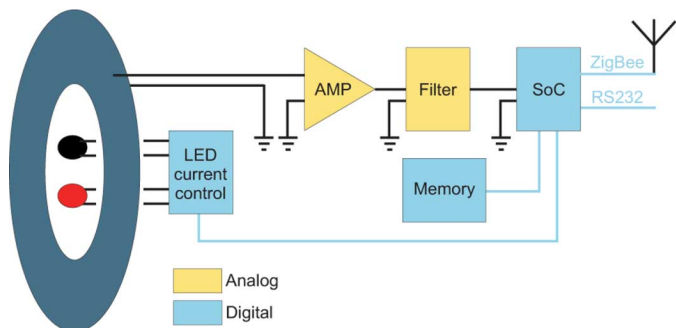 ZigBee
AMP
Filter
SoC
RS232
LED
current
control
Memory
Analog
Digital